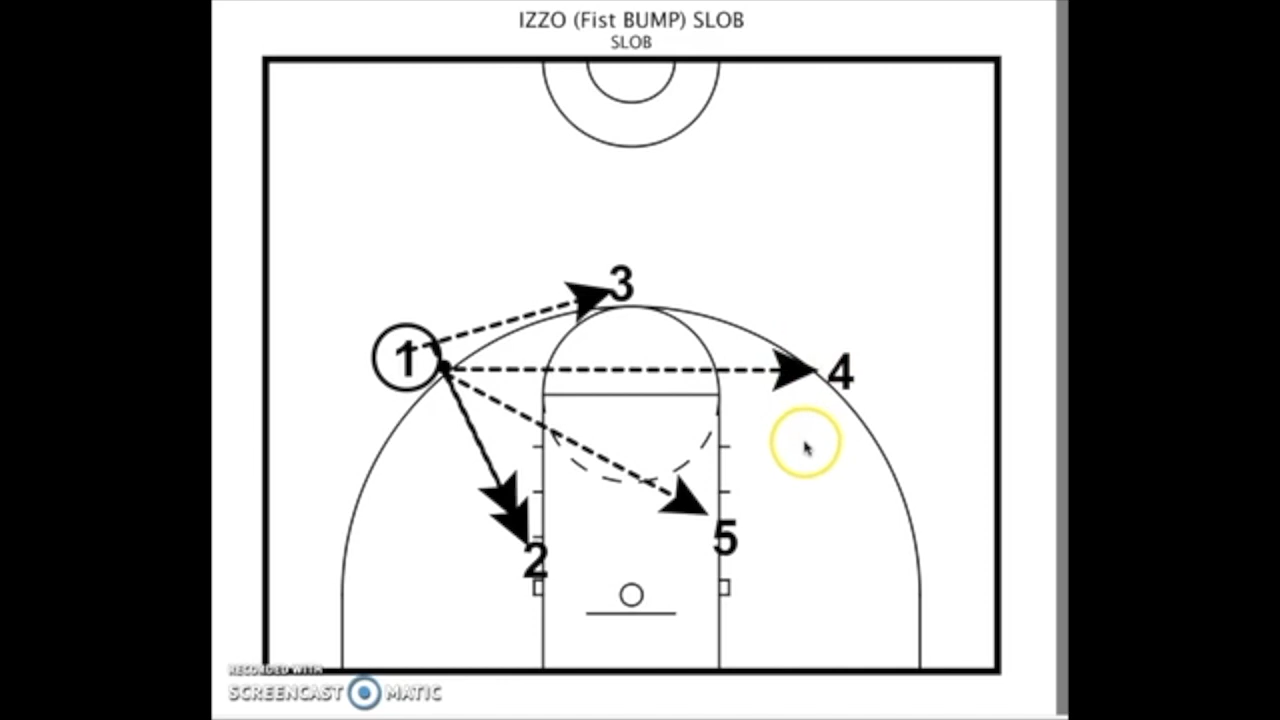 IZZO (Fist BUMP) SLOB
SLOB
3
1
4
5
2
RECORDED WITH
SCREENCAST MATIC